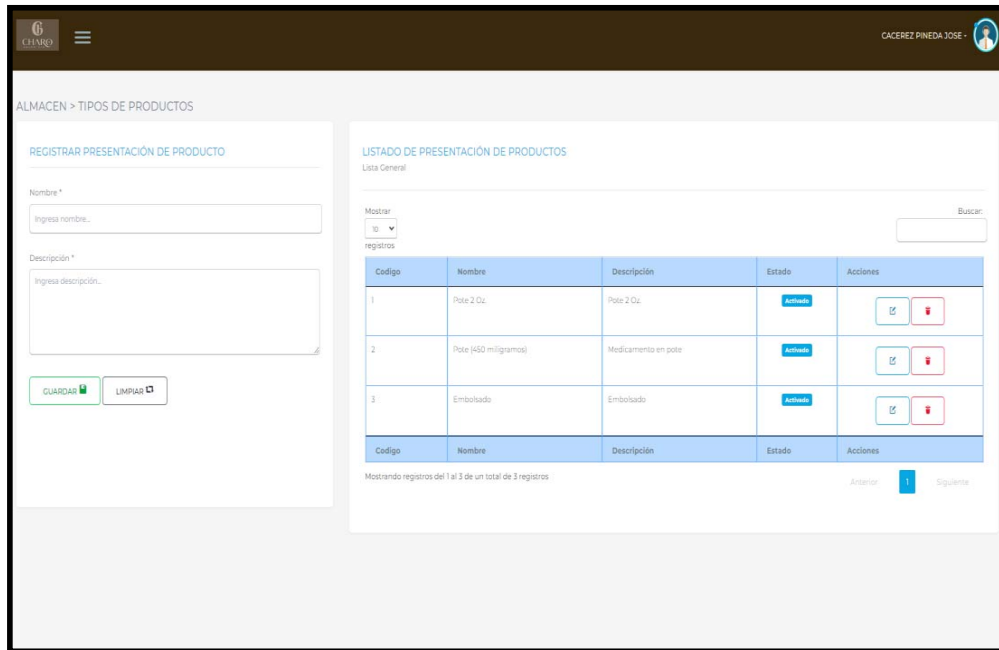 CHARO
CACEREZ PINEDA JOSE -
ALMACEN > TIPOS DE PRODUCTOS
REGISTRAR PRESENTACIÓN DE PRODUCTO
Nombre *
Ingresa nombre..
Descripción *
Ingresa descripción..
GUARDAR
LIMPIAR
LISTADO DE PRESENTACIÓN DE PRODUCTOS
Lista General
Mostrar
10
registros
Buscar:
Codigo Nombre Descripción Estado Acciones
1 Pote 2 Oz. Pote 2 Oz. Activado
2 Pote (450 miligramos) Medicamento en pote Activado
3 Embolsado Embolsado Activado
Codigo Nombre Descripción Estado Acciones
Mostrando registros del 1 al 3 de un total de 3 registros
Anterior 1 Siguiente